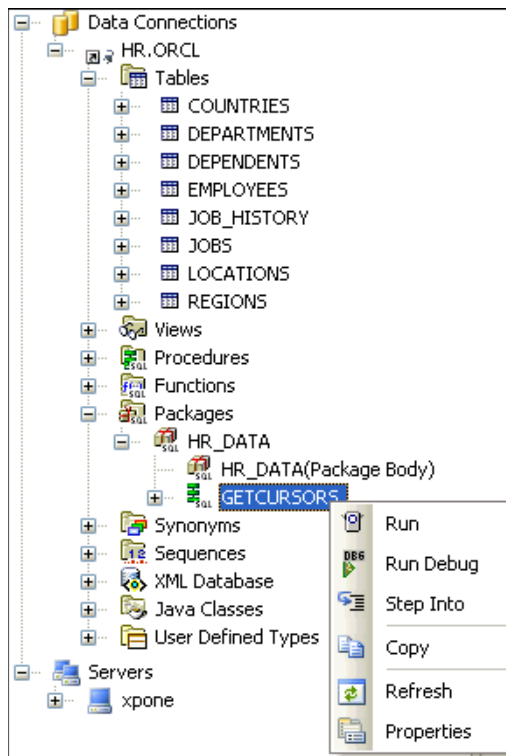 Data Connections
HR.ORCL
Tables
COUNTRIES
DEPARTMENTS
DEPENDENTS
EMPLOYEES
JOB_HISTORY
JOBS
LOCATIONS
REGIONS
Views
Procedures
Functions
Packages
HR_DATA
HR_DATA(Package Body)
GETCURSORS
Run
Synonyms
Run Debug
Sequences
XML Database
Step Into
Java Classes
User Defined Types
Copy
Servers
Refresh
xpone
Properties